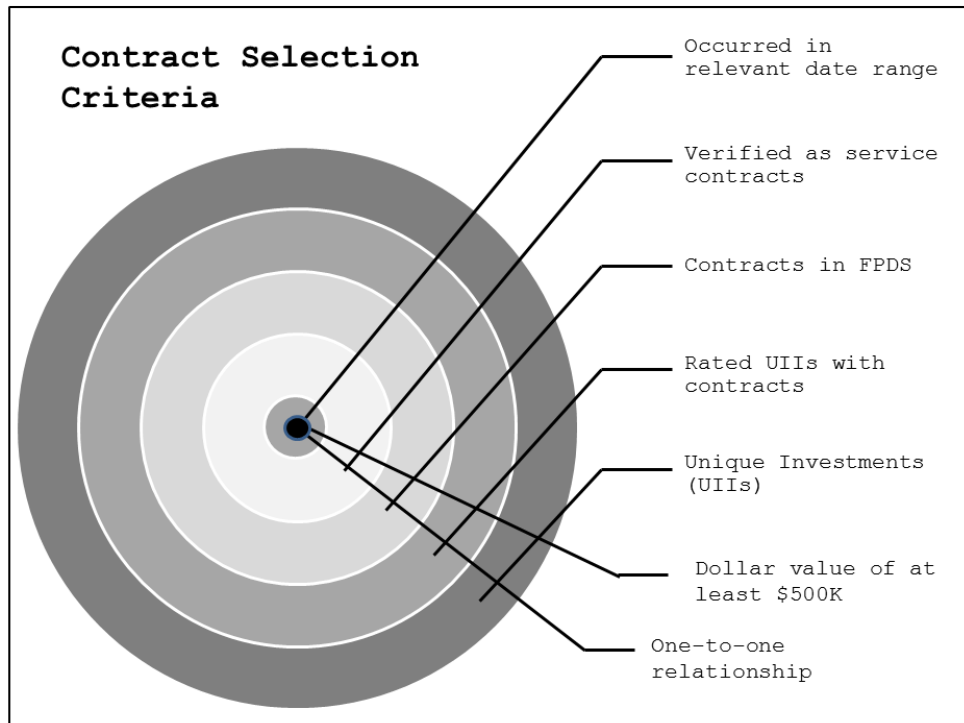 Contract Selection
Criteria
Occurred in
relevant date range
Verified as service
contracts
Contracts in FPDS
Rated UIIs with
contracts
Unique Investments
(UIIs)
Dollar value of at
least $500K
One-to-one
relationship